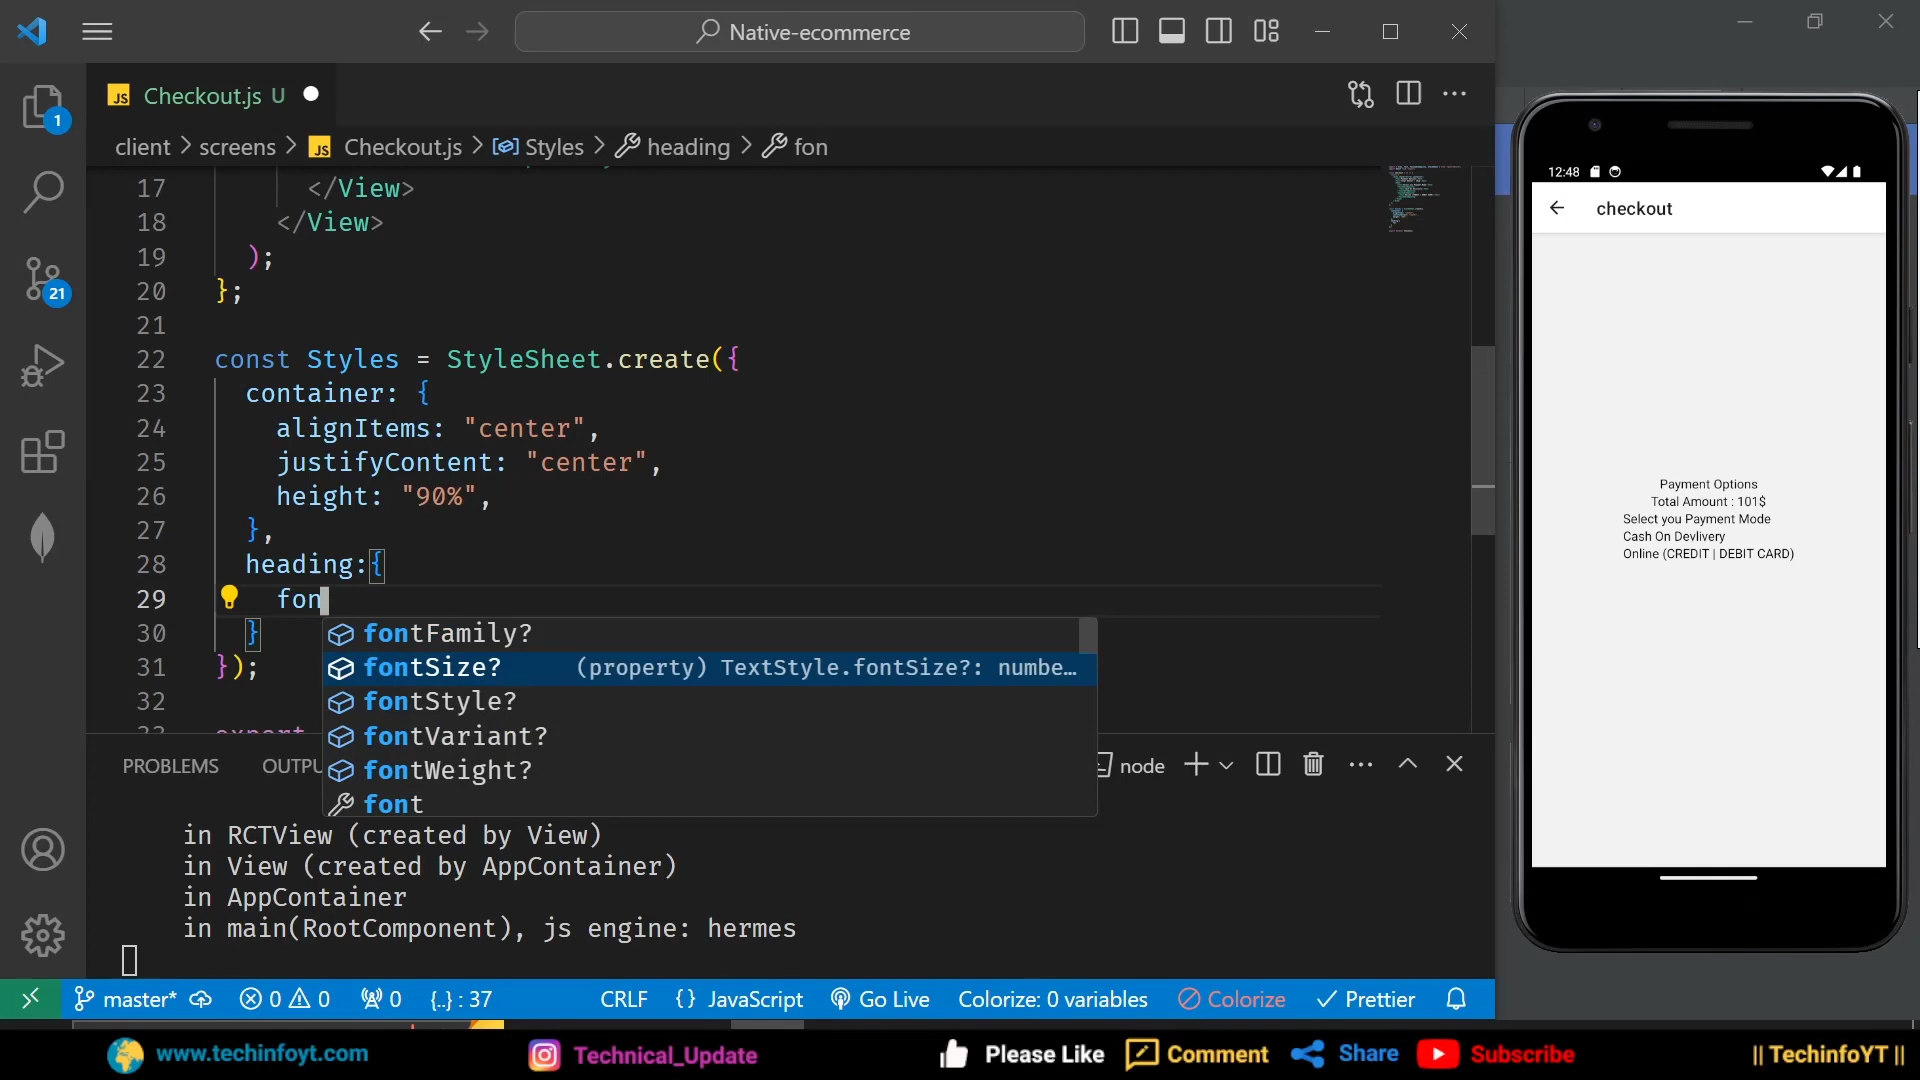 Native-ecommerce
JS Checkout.js U
client > screens > JS Checkout.js > Styles > heading > fon
1
21
17 </View>
18 </View>
19 );
20 };
21
22 const Styles = StyleSheet.create({
23 container: {
24 alignItems: "center",
25 justifyContent: "center",
26 height: "90%",
27 },
28 heading:{
29 fon
30 }
31 });
32
fontFamily?
fontSize? (property) TextStyle.fontSize?: numbe…
fontStyle?
fontVariant?
fontWeight?
font
PROBLEMS OUTPU node
in RCTView (created by View)
in View (created by AppContainer)
in AppContainer
in main(RootComponent), js engine: hermes
master* 0 0 0 {..} : 37 CRLF {} JavaScript Go Live Colorize: 0 variables Colorize Prettier
12:48
checkout
Payment Options
Total Amount : 101$
Select you Payment Mode
Cash On Devlivery
Online (CREDIT | DEBIT CARD)
www.techinfoyt.com Technical_Update Please Like Comment Share Subscribe || TechinfoYT ||